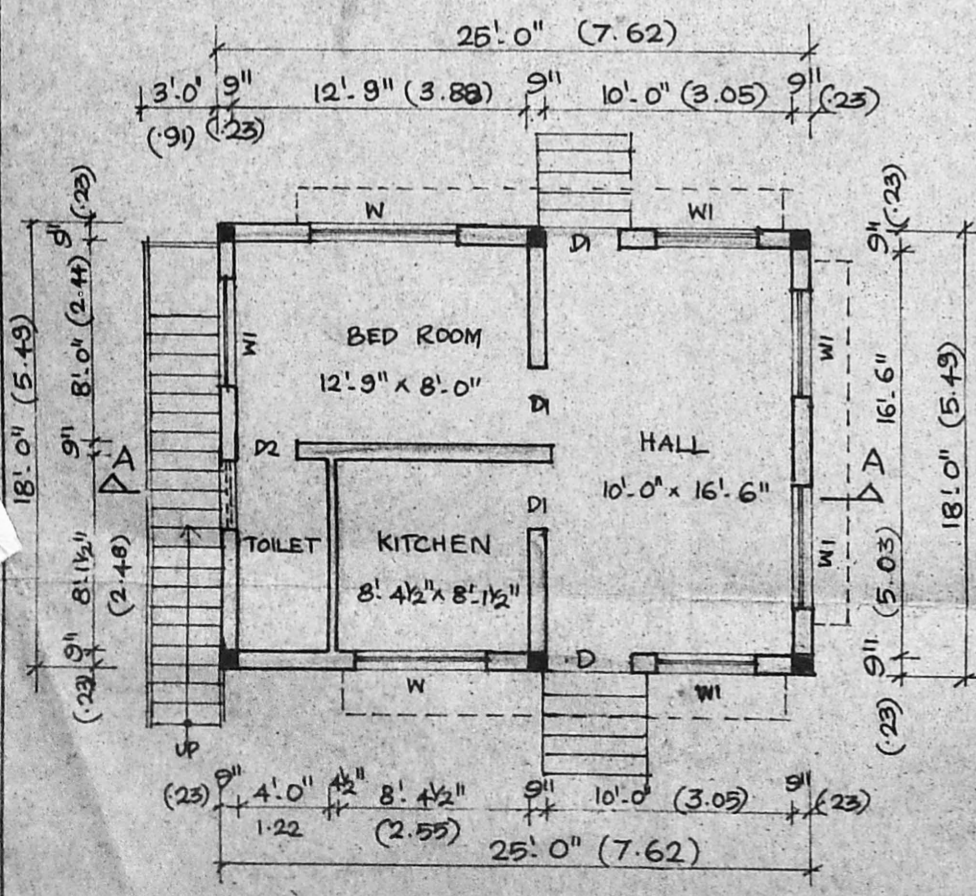 25'-0" (7.62)
3'-0" 9" 12'-9" (3.88) 9" 10'-0" (3.05) 9"
(.91) (.23) (.23)
W W1
D1
18'-0" (5.49)
9" (.23)
8'-0" (2.44)
9"
8'-1½"
(2.48)
9"
(.23)
W1
BED ROOM
12'-9" x 8'-0"
D1
D2
HALL
10'-0" x 16'-6"
D1
TOILET
KITCHEN
8'-4½" x 8'-1½"
A
A
W1
W1
9" (.23)
16'-6"
(5.03)
9"
(.23)
18'-0" (5.49)
D
W W1
UP
(.23) 9" 4'-0" 4½" 8'-4½" 9" 10'-0" (3.05) 9" (.23)
1.22 (2.55)
25'-0" (7.62)